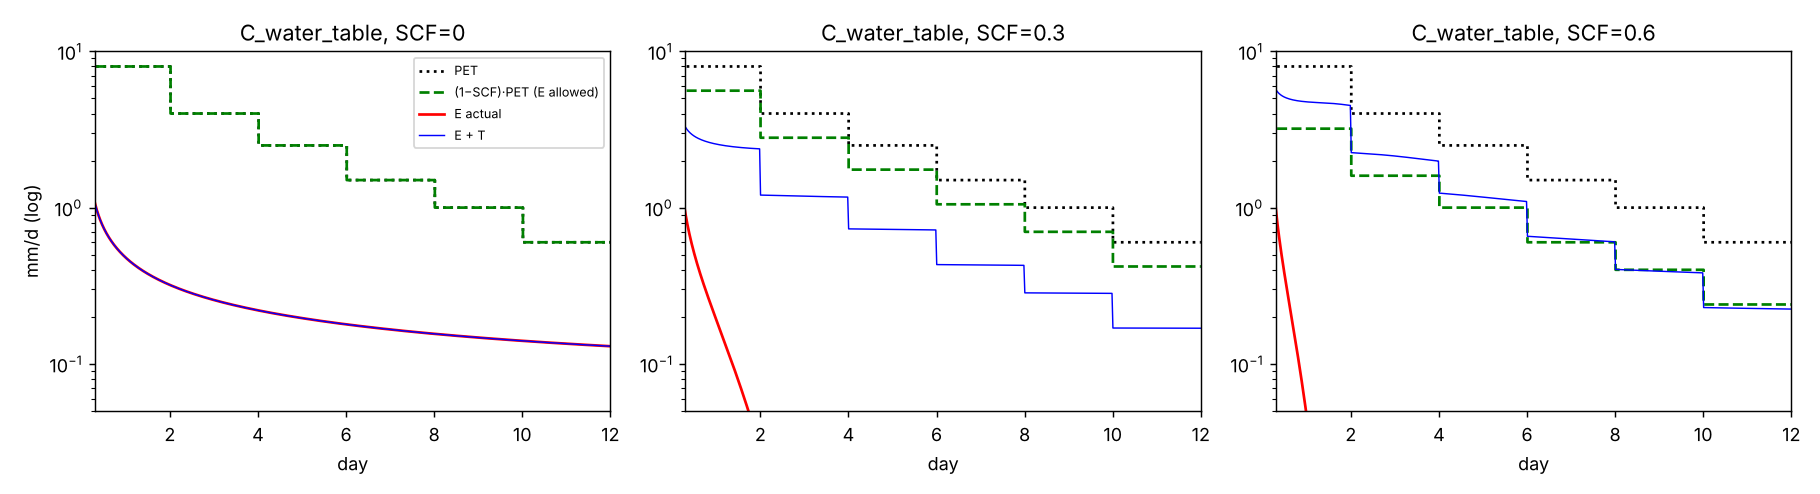 C_water_table, SCF=0
C_water_table, SCF=0.3
C_water_table, SCF=0.6
mm/d (log)
10¹
10⁰
10⁻¹
PET
(1−SCF)·PET (E allowed)
E actual
E + T
2 4 6 8 10 12
day
10¹
10⁰
10⁻¹
2 4 6 8 10 12
day
10¹
10⁰
10⁻¹
2 4 6 8 10 12
day